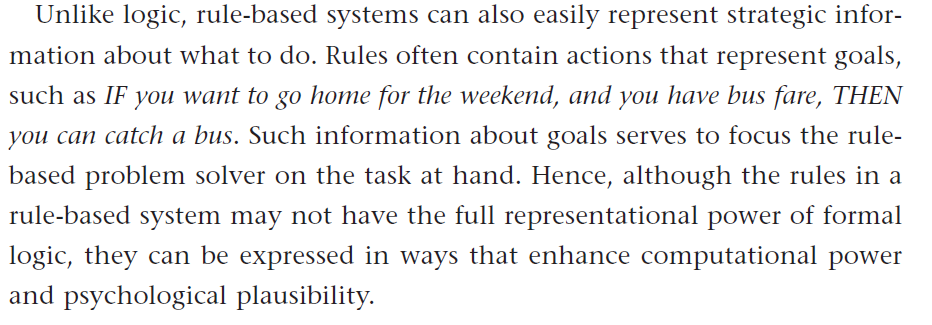 Unlike logic, rule-based systems can also easily represent strategic infor-
mation about what to do. Rules often contain actions that represent goals,
such as IF you want to go home for the weekend, and you have bus fare, THEN
you can catch a bus. Such information about goals serves to focus the rule-
based problem solver on the task at hand. Hence, although the rules in a
rule-based system may not have the full representational power of formal
logic, they can be expressed in ways that enhance computational power
and psychological plausibility.